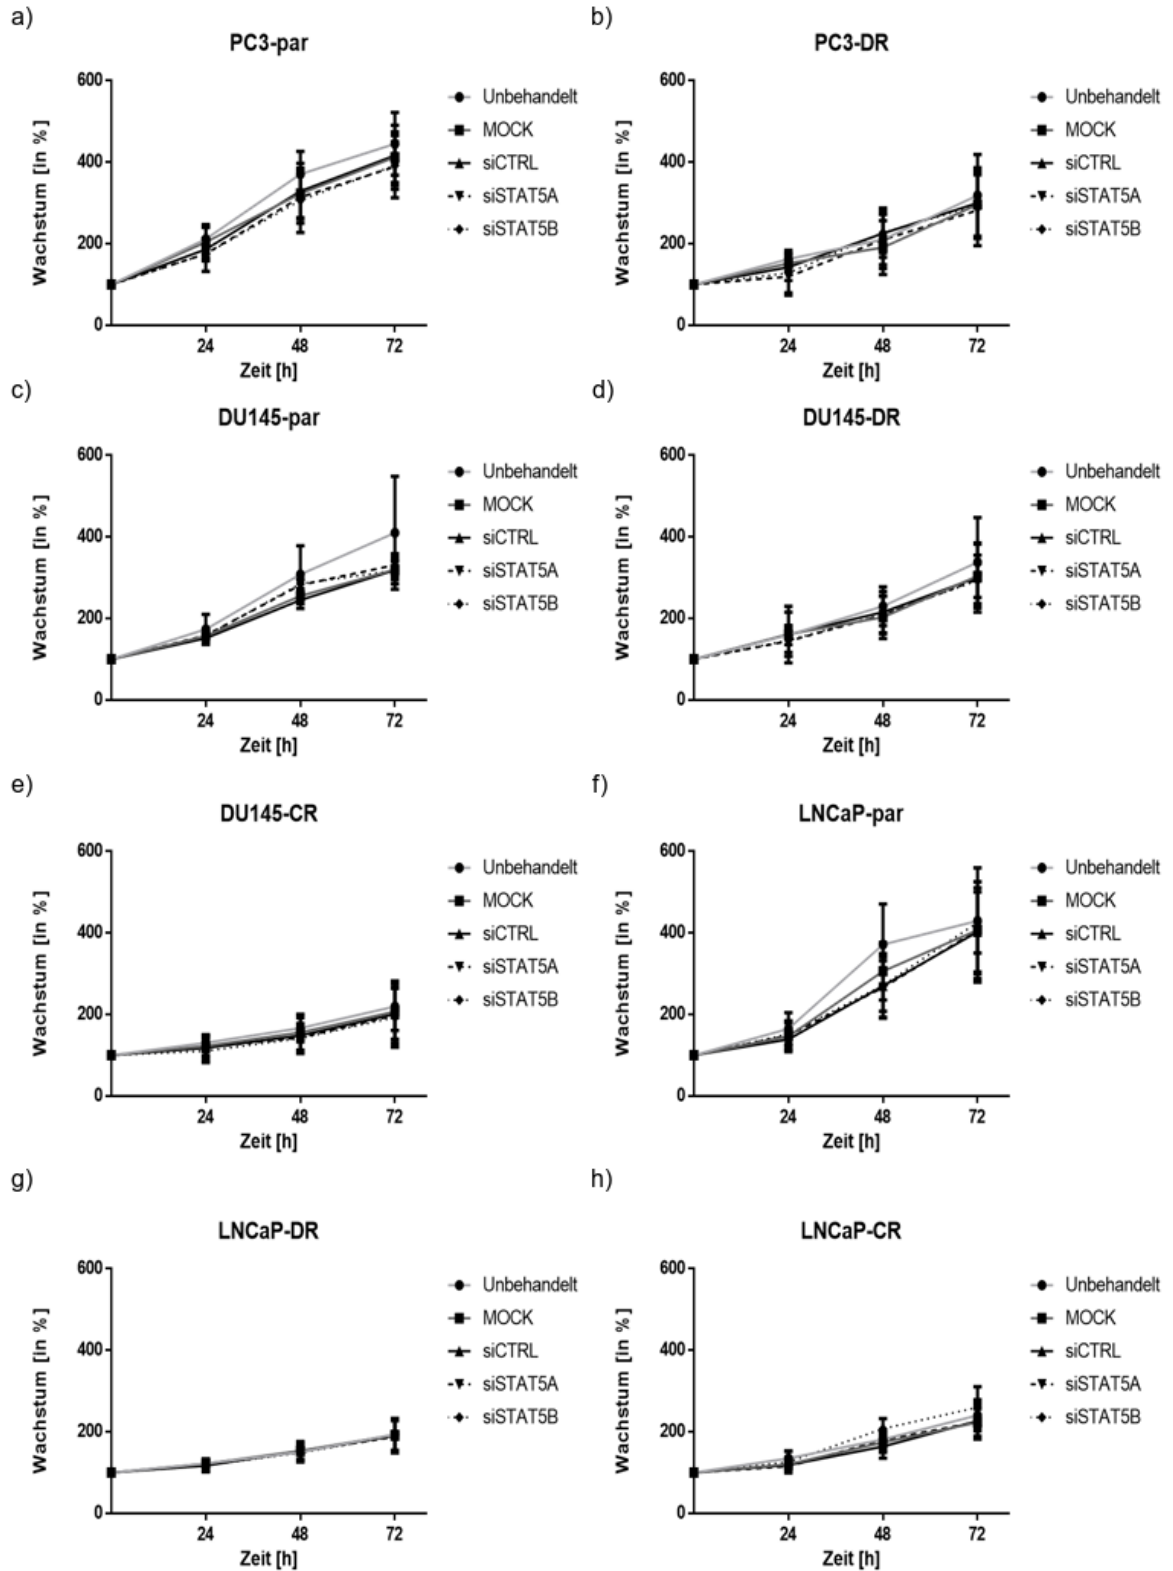 a)
PC3-par
Wachstum [in %]
600
400
200
0
24
48
72
Zeit [h]
Unbehandelt
MOCK
siCTRL
siSTAT5A
siSTAT5B
b)
PC3-DR
Wachstum [in %]
600
400
200
0
24
48
72
Zeit [h]
Unbehandelt
MOCK
siCTRL
siSTAT5A
siSTAT5B
c)
DU145-par
Wachstum [in %]
600
400
200
0
24
48
72
Zeit [h]
Unbehandelt
MOCK
siCTRL
siSTAT5A
siSTAT5B
d)
DU145-DR
Wachstum [in %]
600
400
200
0
24
48
72
Zeit [h]
Unbehandelt
MOCK
siCTRL
siSTAT5A
siSTAT5B
e)
DU145-CR
Wachstum [in %]
600
400
200
0
24
48
72
Zeit [h]
Unbehandelt
MOCK
siCTRL
siSTAT5A
siSTAT5B
f)
LNCaP-par
Wachstum [in %]
600
400
200
0
24
48
72
Zeit [h]
Unbehandelt
MOCK
siCTRL
siSTAT5A
siSTAT5B
g)
LNCaP-DR
Wachstum [in %]
600
400
200
0
24
48
72
Zeit [h]
Unbehandelt
MOCK
siCTRL
siSTAT5A
siSTAT5B
h)
LNCaP-CR
Wachstum [in %]
600
400
200
0
24
48
72
Zeit [h]
Unbehandelt
MOCK
siCTRL
siSTAT5A
siSTAT5B